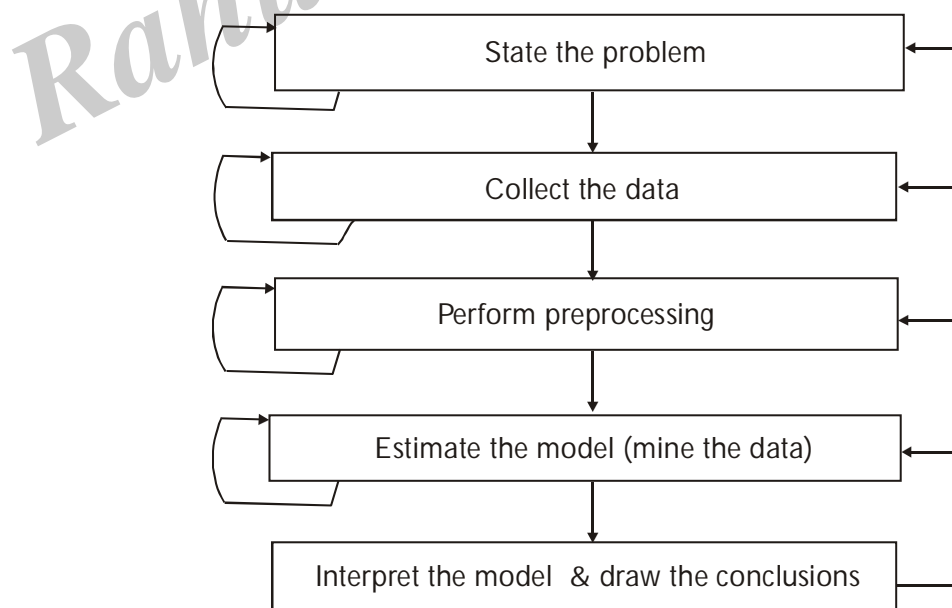 State the problem
Collect the data
Perform preprocessing
Estimate the model (mine the data)
Interpret the model & draw the conclusions